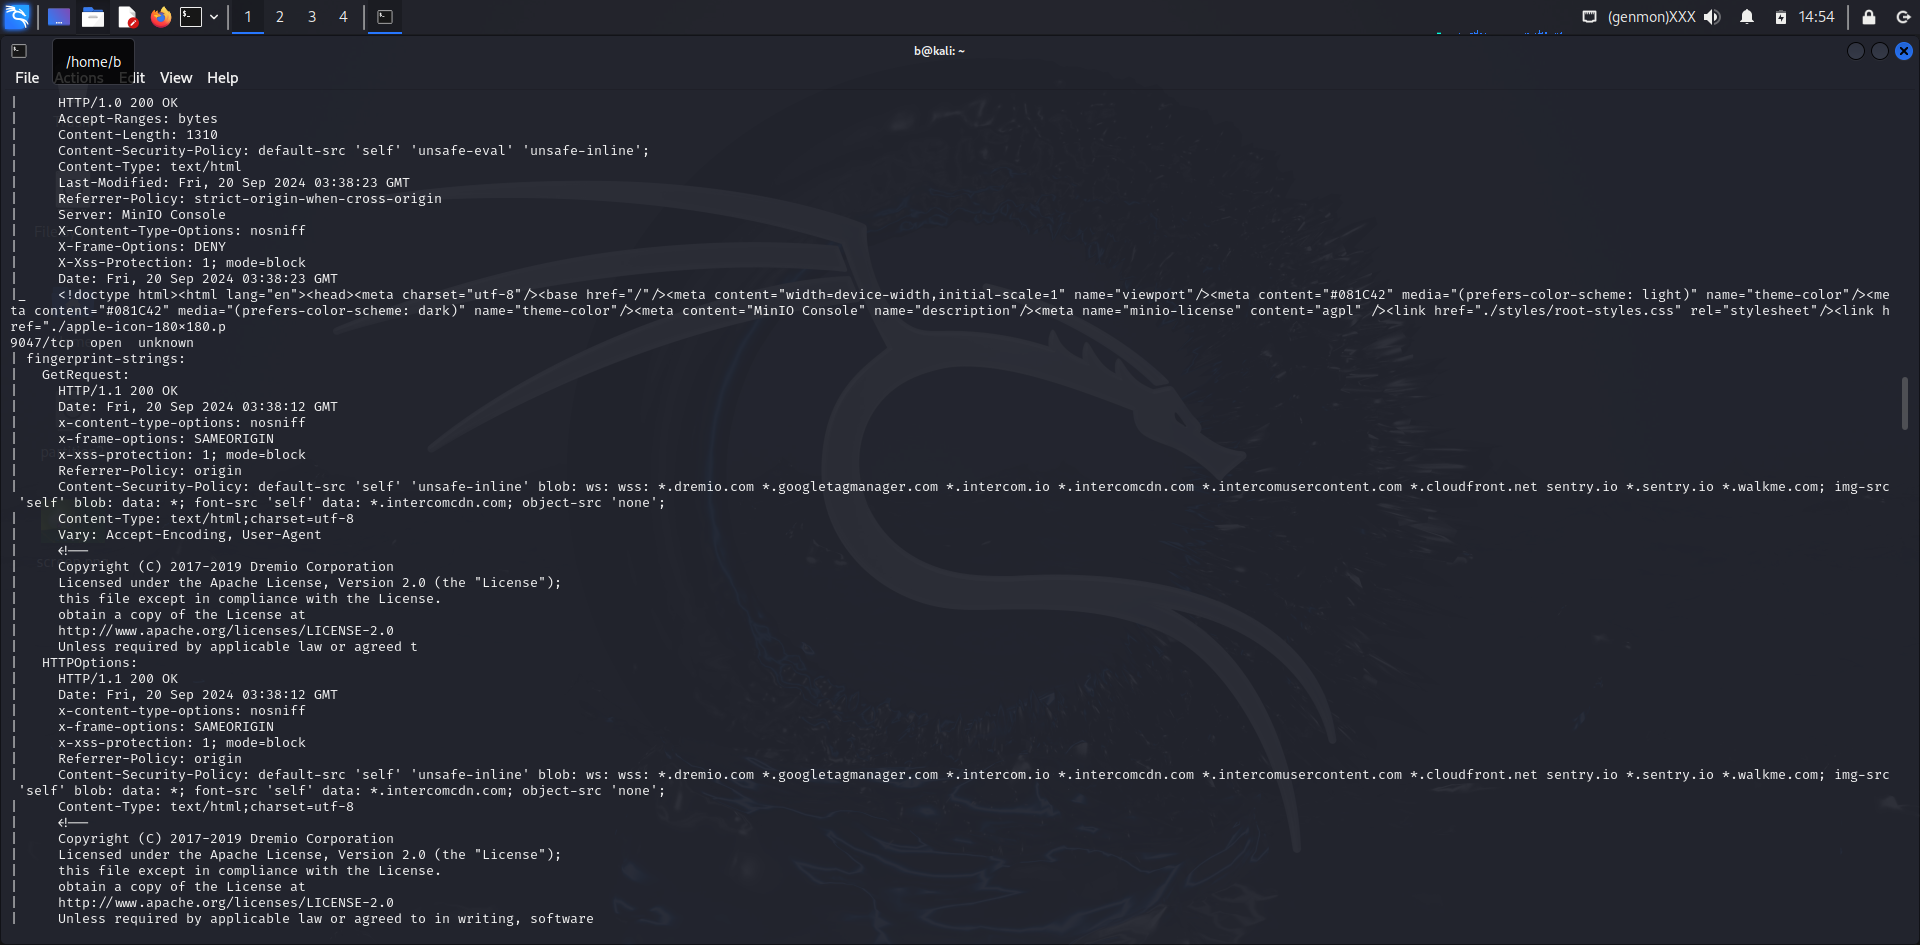 1 2 3 4 (genmon)XXX 14:54
b@kali: ~
/home/b
File Actions Edit View Help
|     HTTP/1.0 200 OK
|     Accept-Ranges: bytes
|     Content-Length: 1310
|     Content-Security-Policy: default-src 'self' 'unsafe-eval' 'unsafe-inline';
|     Content-Type: text/html
|     Last-Modified: Fri, 20 Sep 2024 03:38:23 GMT
|     Referrer-Policy: strict-origin-when-cross-origin
|     Server: MinIO Console
|     X-Content-Type-Options: nosniff
|     X-Frame-Options: DENY
|     X-Xss-Protection: 1; mode=block
|     Date: Fri, 20 Sep 2024 03:38:23 GMT
|_    <!doctype html><html lang="en"><head><meta charset="utf-8"/><base href="/"/><meta content="width=device-width,initial-scale=1" name="viewport"/><meta content="#081C42" media="(prefers-color-scheme: light)" name="theme-color"/><me
ta content="#081C42" media="(prefers-color-scheme: dark)" name="theme-color"/><meta content="MinIO Console" name="description"/><meta name="minio-license" content="agpl" /><link href="./styles/root-styles.css" rel="stylesheet"/><link h
ref="./apple-icon-180×180.p
9047/tcp  open  unknown
| fingerprint-strings:
|   GetRequest:
|     HTTP/1.1 200 OK
|     Date: Fri, 20 Sep 2024 03:38:12 GMT
|     x-content-type-options: nosniff
|     x-frame-options: SAMEORIGIN
|     x-xss-protection: 1; mode=block
|     Referrer-Policy: origin
|     Content-Security-Policy: default-src 'self' 'unsafe-inline' blob: ws: wss: *.dremio.com *.googletagmanager.com *.intercom.io *.intercomcdn.com *.intercomusercontent.com *.cloudfront.net sentry.io *.sentry.io *.walkme.com; img-src
 'self' blob: data: *; font-src 'self' data: *.intercomcdn.com; object-src 'none';
|     Content-Type: text/html;charset=utf-8
|     Vary: Accept-Encoding, User-Agent
|     <!--
|     Copyright (C) 2017-2019 Dremio Corporation
|     Licensed under the Apache License, Version 2.0 (the "License");
|     this file except in compliance with the License.
|     obtain a copy of the License at
|     http://www.apache.org/licenses/LICENSE-2.0
|     Unless required by applicable law or agreed t
|   HTTPOptions:
|     HTTP/1.1 200 OK
|     Date: Fri, 20 Sep 2024 03:38:12 GMT
|     x-content-type-options: nosniff
|     x-frame-options: SAMEORIGIN
|     x-xss-protection: 1; mode=block
|     Referrer-Policy: origin
|     Content-Security-Policy: default-src 'self' 'unsafe-inline' blob: ws: wss: *.dremio.com *.googletagmanager.com *.intercom.io *.intercomcdn.com *.intercomusercontent.com *.cloudfront.net sentry.io *.sentry.io *.walkme.com; img-src
 'self' blob: data: *; font-src 'self' data: *.intercomcdn.com; object-src 'none';
|     Content-Type: text/html;charset=utf-8
|     <!--
|     Copyright (C) 2017-2019 Dremio Corporation
|     Licensed under the Apache License, Version 2.0 (the "License");
|     this file except in compliance with the License.
|     obtain a copy of the License at
|     http://www.apache.org/licenses/LICENSE-2.0
|     Unless required by applicable law or agreed to in writing, software